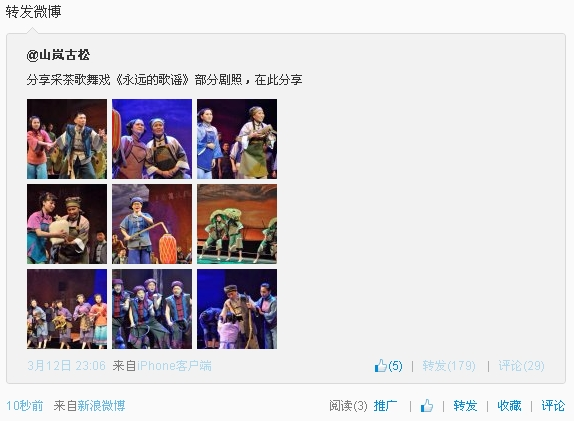 转发微博
@山岚古松
分享采茶歌舞戏《永远的歌谣》部分剧照，在此分享
3月12日 23:06 来自iPhone客户端 (5) | 转发(179) | 评论(29)
10秒前 来自新浪微博 阅读(3) 推广 | | 转发 | 收藏 | 评论